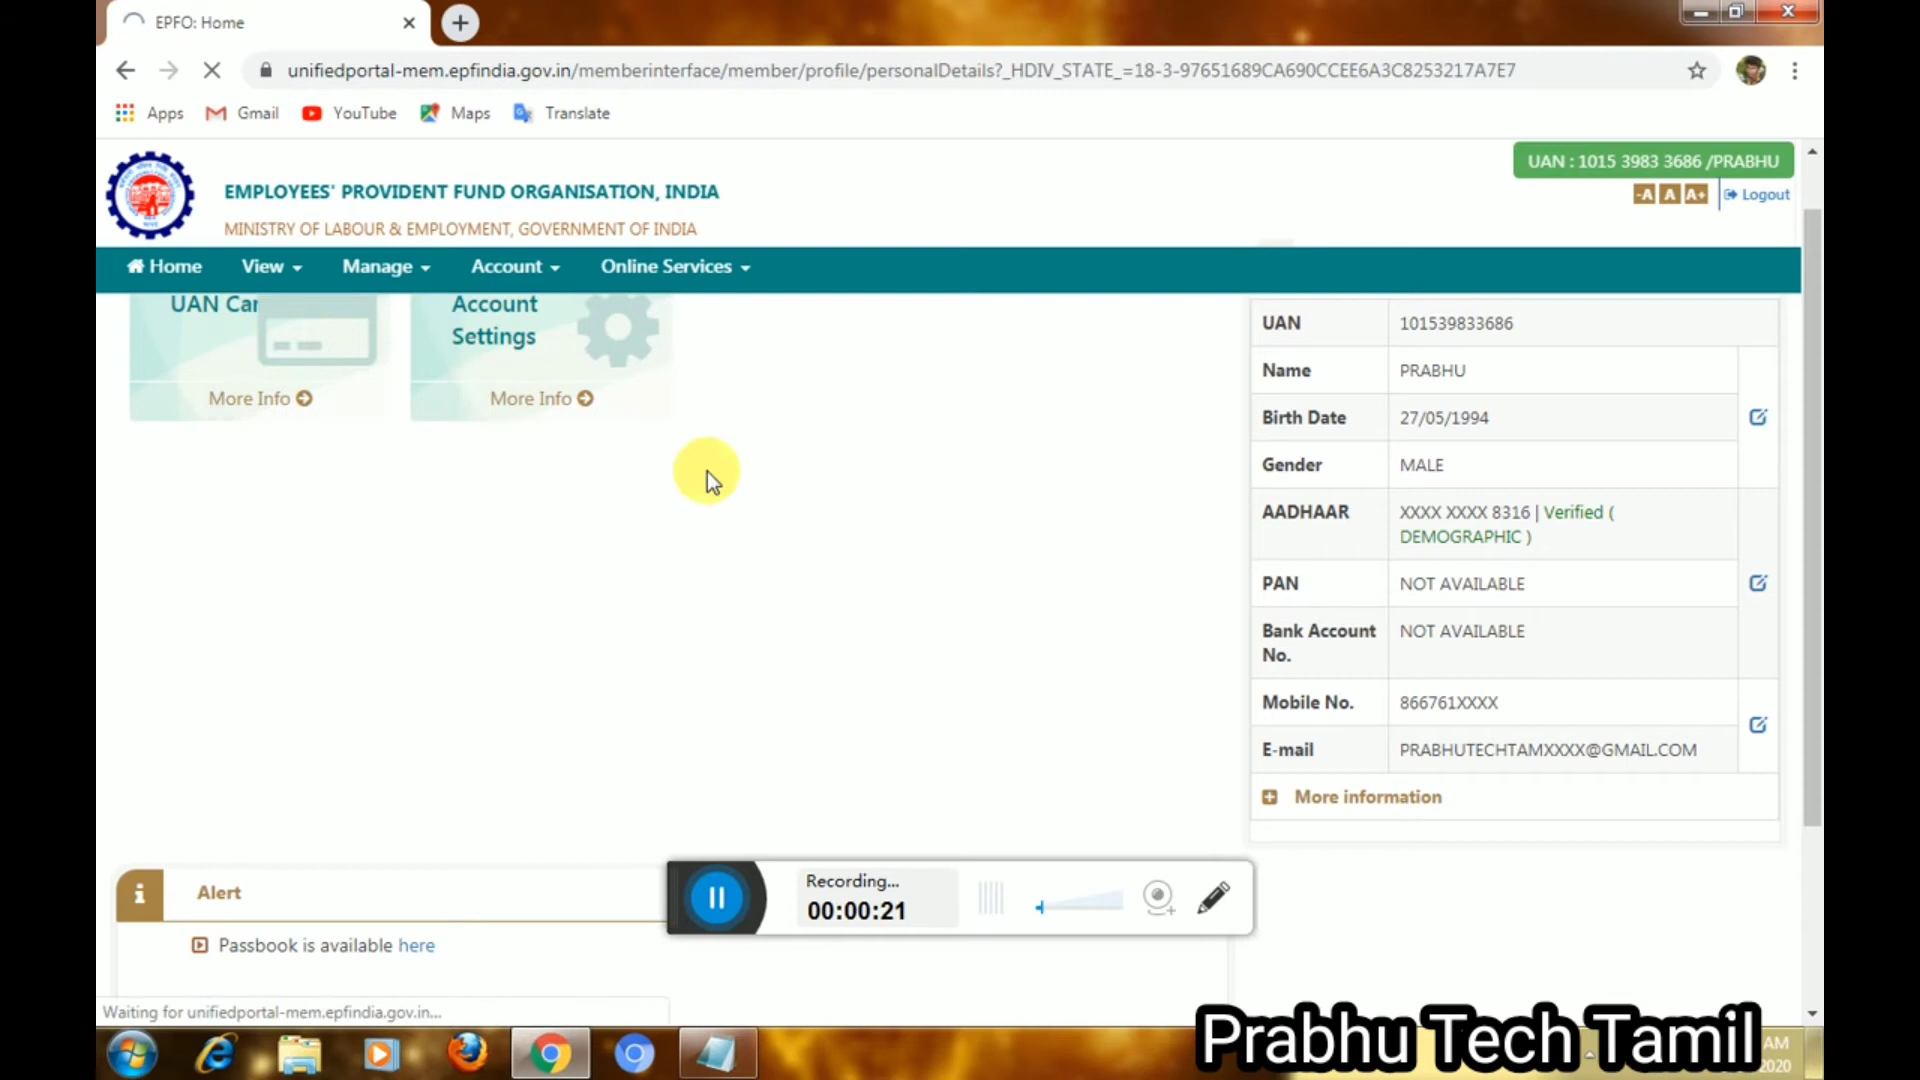 EPFO: Home
unifiedportal-mem.epfindia.gov.in/memberinterface/member/profile/personalDetails?_HDIV_STATE_=18-3-97651689CA690CCEE6A3C8253217A7E7
Apps Gmail YouTube Maps Translate
UAN : 1015 3983 3686 /PRABHU
EMPLOYEES' PROVIDENT FUND ORGANISATION, INDIA
-A A A+ Logout
MINISTRY OF LABOUR & EMPLOYMENT, GOVERNMENT OF INDIA
Home View Manage Account Online Services
UAN Car
Account
Settings
More Info More Info
UAN 101539833686
Name PRABHU
Birth Date 27/05/1994
Gender MALE
AADHAAR XXXX XXXX 8316 | Verified (
DEMOGRAPHIC )
PAN NOT AVAILABLE
Bank Account NOT AVAILABLE
No.
Mobile No. 866761XXXX
E-mail PRABHUTECHTAMXXXX@GMAIL.COM
More information
Alert
Passbook is available here
Recording...
00:00:21
Waiting for unifiedportal-mem.epfindia.gov.in...
Prabhu Tech Tamil
AM
2020